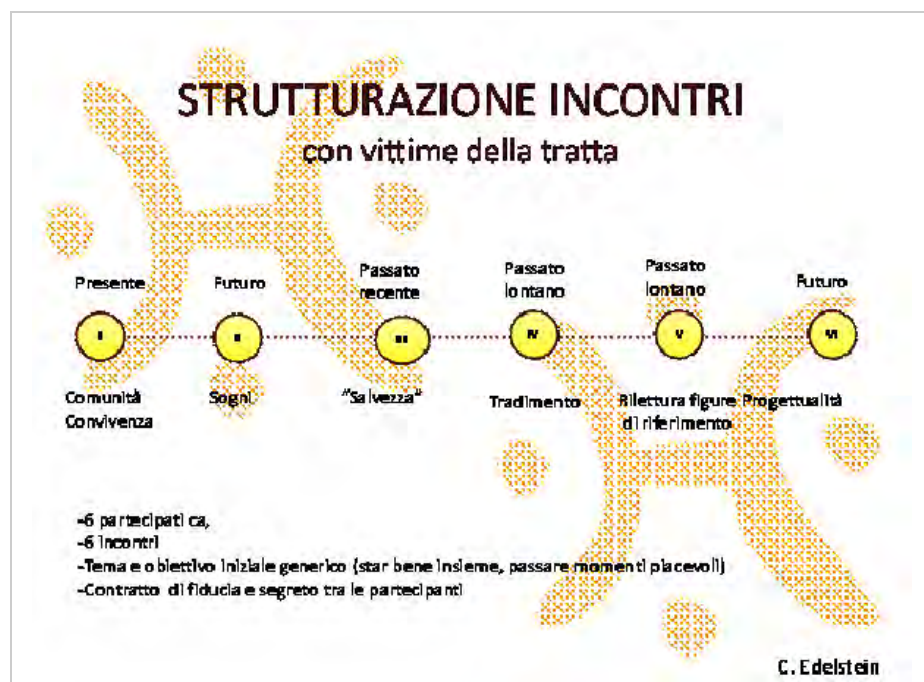 STRUTTURAZIONE INCONTRI
con vittime della tratta
Presente
Futuro
Passato
recente
Passato
lontano
Passato
lontano
Futuro
I
II
III
IV
V
VI
Comunità
Convivenza
Sogni
"Salvezza"
Tradimento
Rilettura figure
di riferimento
Progettualità
-6 partecipati ca,
-6 incontri
-Tema e obiettivo iniziale generico (star bene insieme, passare momenti piacevoli)
-Contratto di fiducia e segreto tra le partecipanti
C. Edelstein